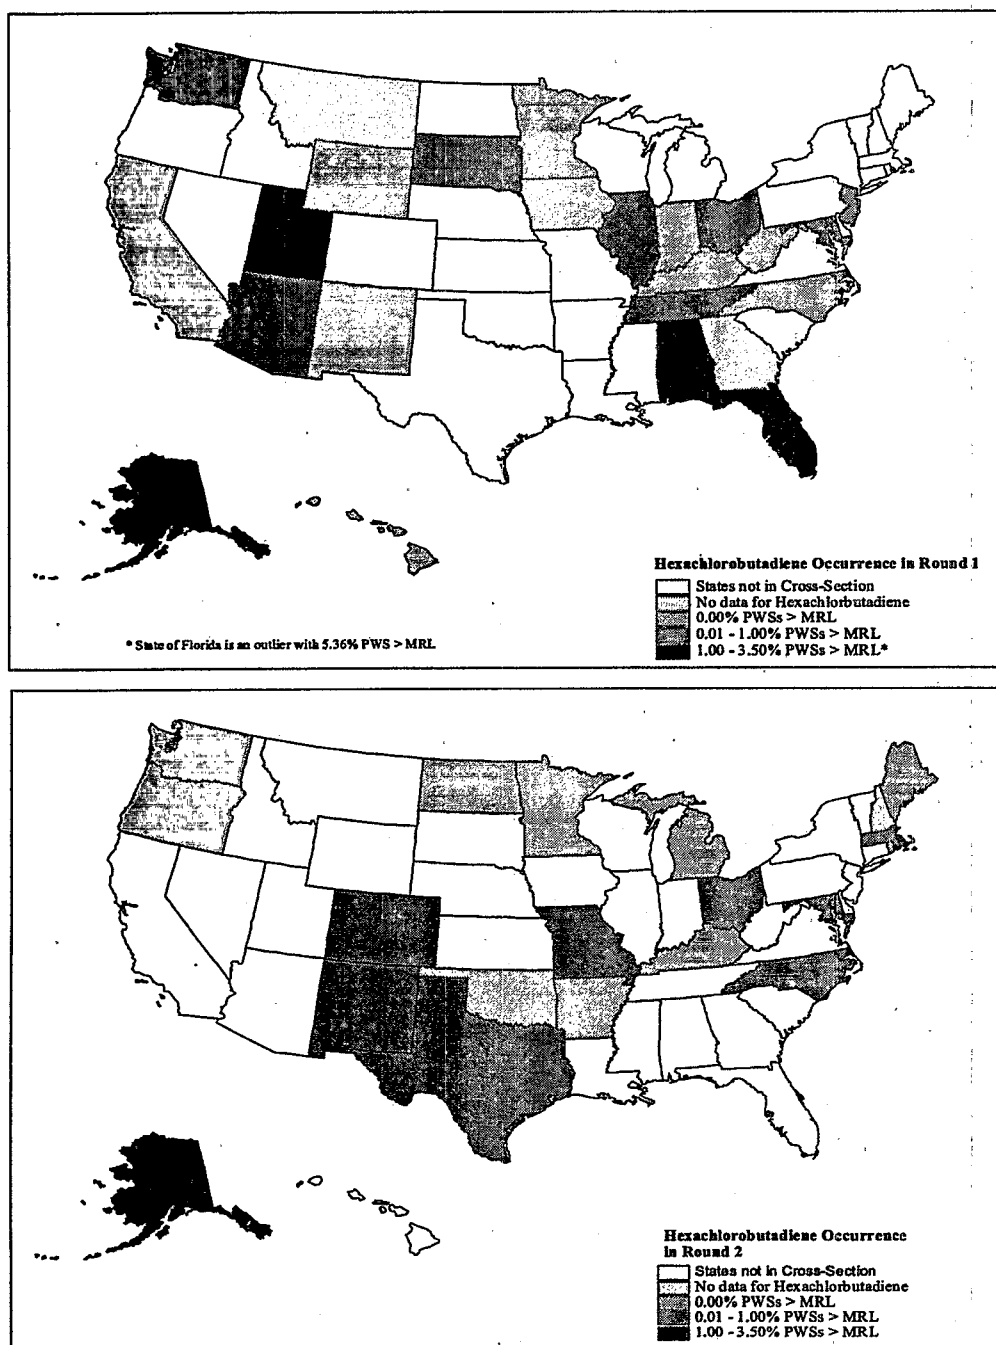 Hexachlorobutadiene Occurrence in Round 1
States not in Cross-Section
No data for Hexachlorbutadiene
0.00% PWSs > MRL
0.01 - 1.00% PWSs > MRL
1.00 - 3.50% PWSs > MRL*
* State of Florida is an outlier with 5.36% PWS > MRL
Hexachlorobutadiene Occurrence
in Round 2
States not in Cross-Section
No data for Hexachlorbutadiene
0.00% PWSs > MRL
0.01 - 1.00% PWSs > MRL
1.00 - 3.50% PWSs > MRL